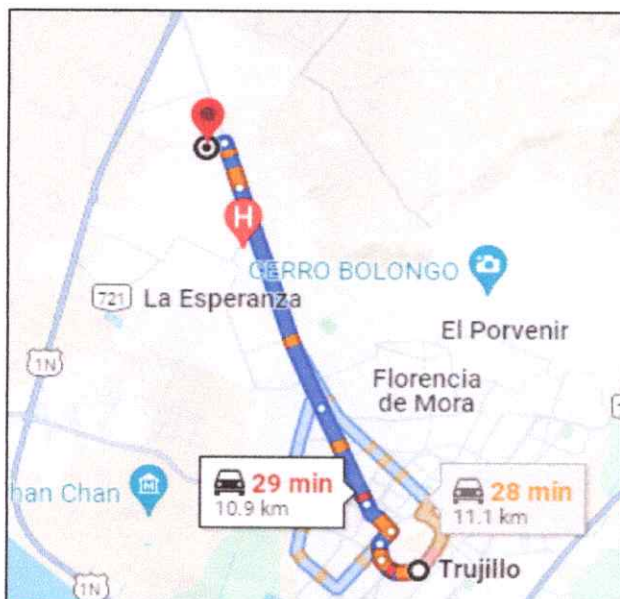 H
CERRO BOLONGO
721
La Esperanza
El Porvenir
1N
Florencia
de Mora
29 min
10.9 km
28 min
11.1 km
han Chan
Trujillo
1N